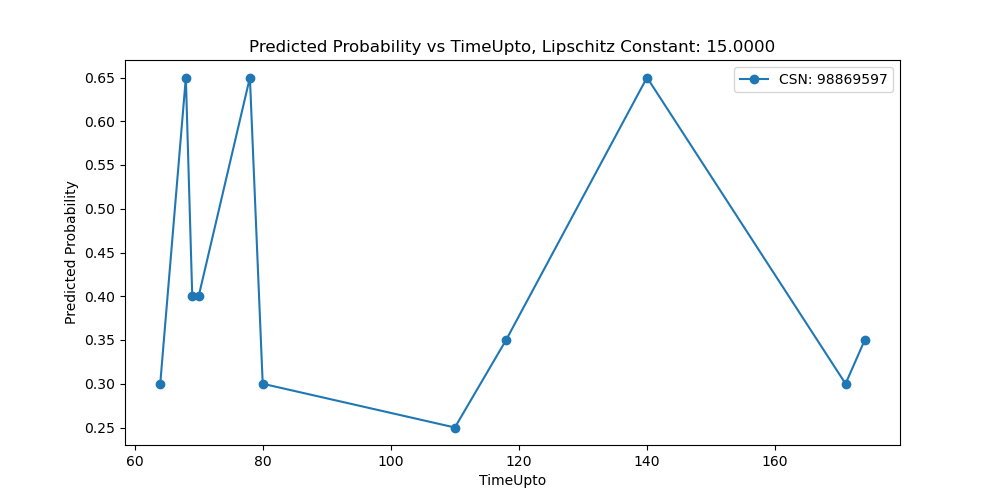 Predicted Probability vs TimeUpto, Lipschitz Constant: 15.0000
CSN: 98869597
Predicted Probability
0.65
0.60
0.55
0.50
0.45
0.40
0.35
0.30
0.25
60 80 100 120 140 160
TimeUpto